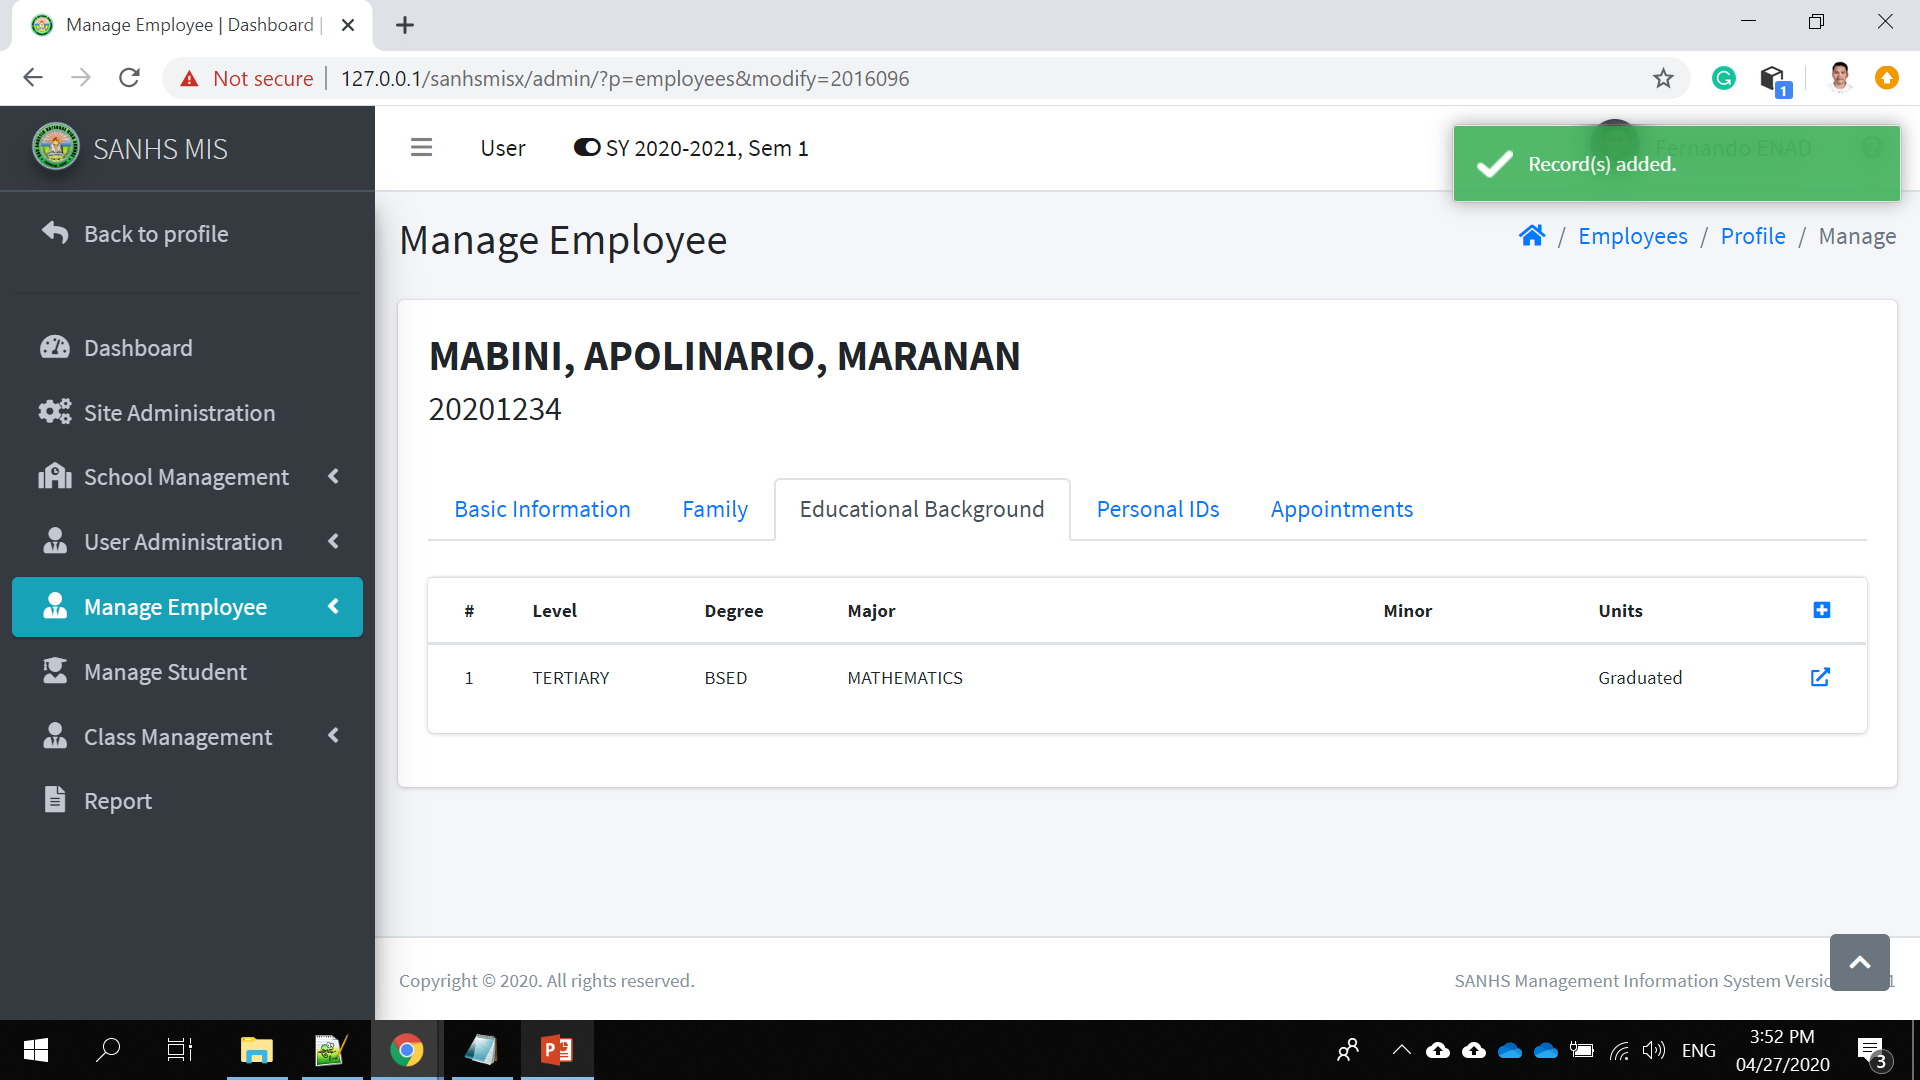 Manage Employee | Dashboard |
Not secure
127.0.0.1/sanhsmisx/admin/?p=employees&modify=2016096
1
SANHS MIS
User
SY 2020-2021, Sem 1
Fernando ENAD
Record(s) added.
Back to profile
Manage Employee
/ Employees / Profile / Manage
Dashboard
Site Administration
School Management
User Administration
Manage Employee
Manage Student
Class Management
Report
MABINI, APOLINARIO, MARANAN
20201234
Basic Information
Family
Educational Background
Personal IDs
Appointments
# Level Degree Major Minor Units
1 TERTIARY BSED MATHEMATICS Graduated
Copyright © 2020. All rights reserved.
SANHS Management Information System
ENG
3:52 PM
04/27/2020
3